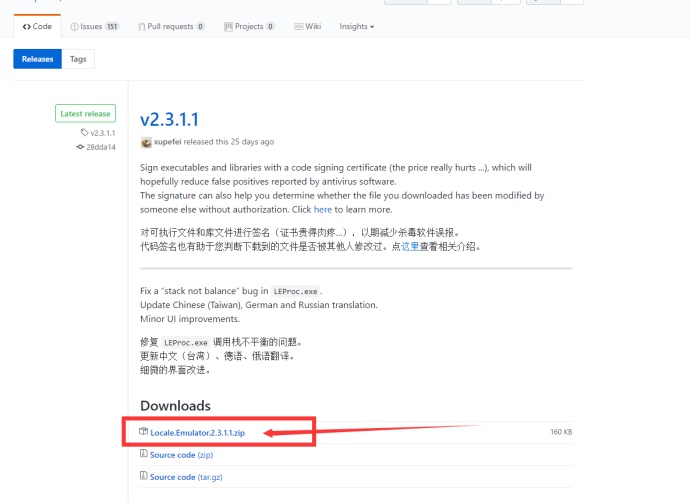 Code Issues 151 Pull requests 0 Projects 0 Wiki Insights
Releases Tags
Latest release
v2.3.1.1
28dda14
v2.3.1.1
xupefei released this 25 days ago
Sign executables and libraries with a code signing certificate (the price really hurts ...), which will
hopefully reduce false positives reported by antivirus software.
The signature can also help you determine whether the file you downloaded has been modified by
someone else without authorization. Click here to learn more.
对可执行文件和库文件进行签名（证书贵得肉疼...），以期减少杀毒软件误报。
代码签名也有助于您判断下载到的文件是否被其他人修改过。点这里查看相关介绍。
Fix a "stack not balance" bug in LEProc.exe.
Update Chinese (Taiwan), German and Russian translation.
Minor UI improvements.
修复 LEProc.exe 调用栈不平衡的问题。
更新中文（台湾）、德语、俄语翻译。
细微的界面改进。
Downloads
Locale.Emulator.2.3.1.1.zip 160 KB
Source code (zip)
Source code (tar.gz)